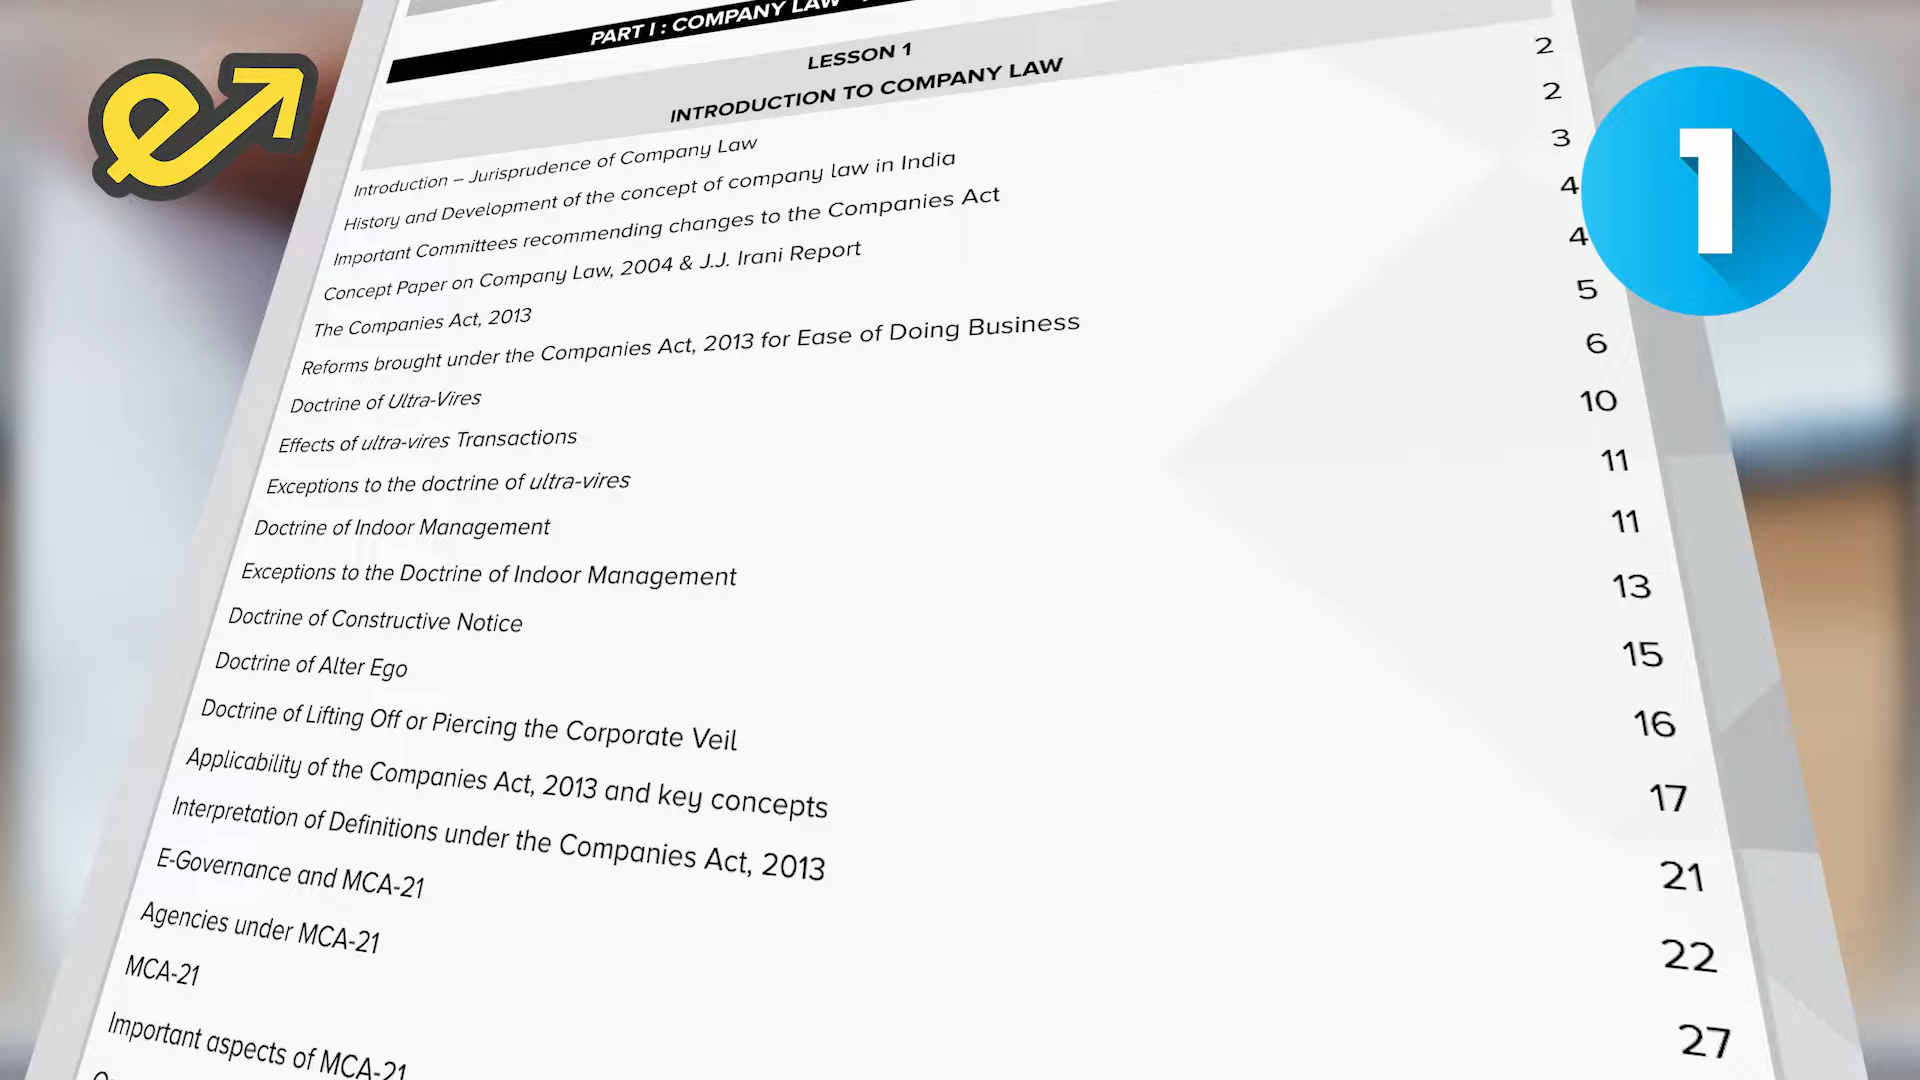 PART I : COMPANY LAW
LESSON 1
INTRODUCTION TO COMPANY LAW
Introduction – Jurisprudence of Company Law 2
History and Development of the concept of company law in India 2
Important Committees recommending changes to the Companies Act 3
Concept Paper on Company Law, 2004 & J.J. Irani Report 4
The Companies Act, 2013 4
Reforms brought under the Companies Act, 2013 for Ease of Doing Business 5
Doctrine of Ultra-Vires 6
Effects of ultra-vires Transactions 10
Exceptions to the doctrine of ultra-vires 11
Doctrine of Indoor Management 11
Exceptions to the Doctrine of Indoor Management 13
Doctrine of Constructive Notice 15
Doctrine of Alter Ego 16
Doctrine of Lifting Off or Piercing the Corporate Veil 17
Applicability of the Companies Act, 2013 and key concepts 21
Interpretation of Definitions under the Companies Act, 2013 22
E-Governance and MCA-21 27
Agencies under MCA-21
MCA-21
Important aspects of MCA-21
1